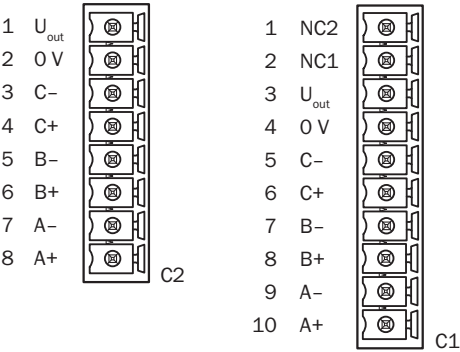 1 U_out
2 0 V
3 C–
4 C+
5 B–
6 B+
7 A–
8 A+
C2
1 NC2
2 NC1
3 U_out
4 0 V
5 C–
6 C+
7 B–
8 B+
9 A–
10 A+
C1